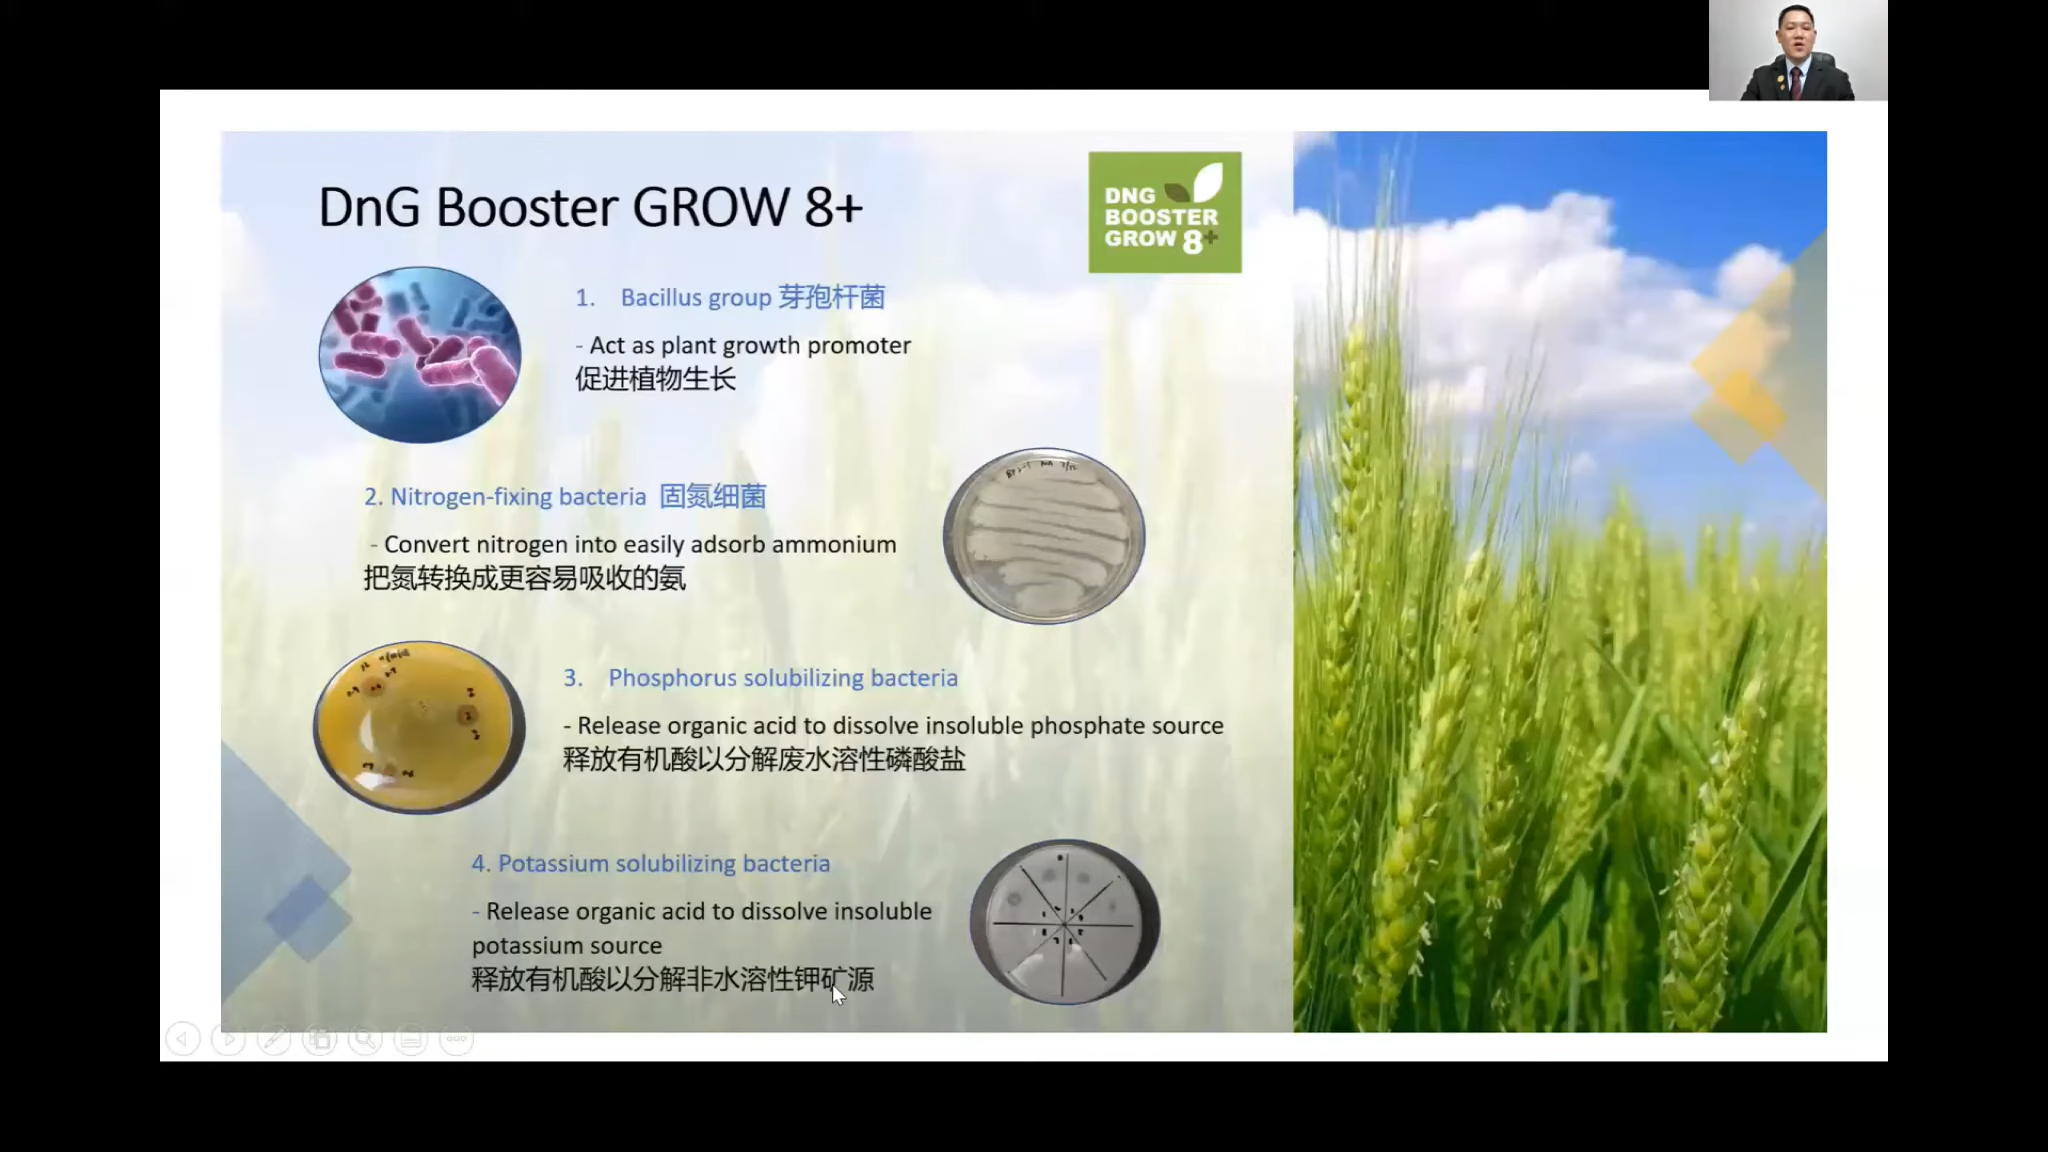 DnG Booster GROW 8+
DNG
BOOSTER
GROW 8+
1. Bacillus group 芽孢杆菌
- Act as plant growth promoter
促进植物生长
2. Nitrogen-fixing bacteria 固氮细菌
- Convert nitrogen into easily adsorb ammonium
把氮转换成更容易吸收的氨
3. Phosphorus solubilizing bacteria
- Release organic acid to dissolve insoluble phosphate source
释放有机酸以分解废水溶性磷酸盐
4. Potassium solubilizing bacteria
- Release organic acid to dissolve insoluble
potassium source
释放有机酸以分解非水溶性钾矿源